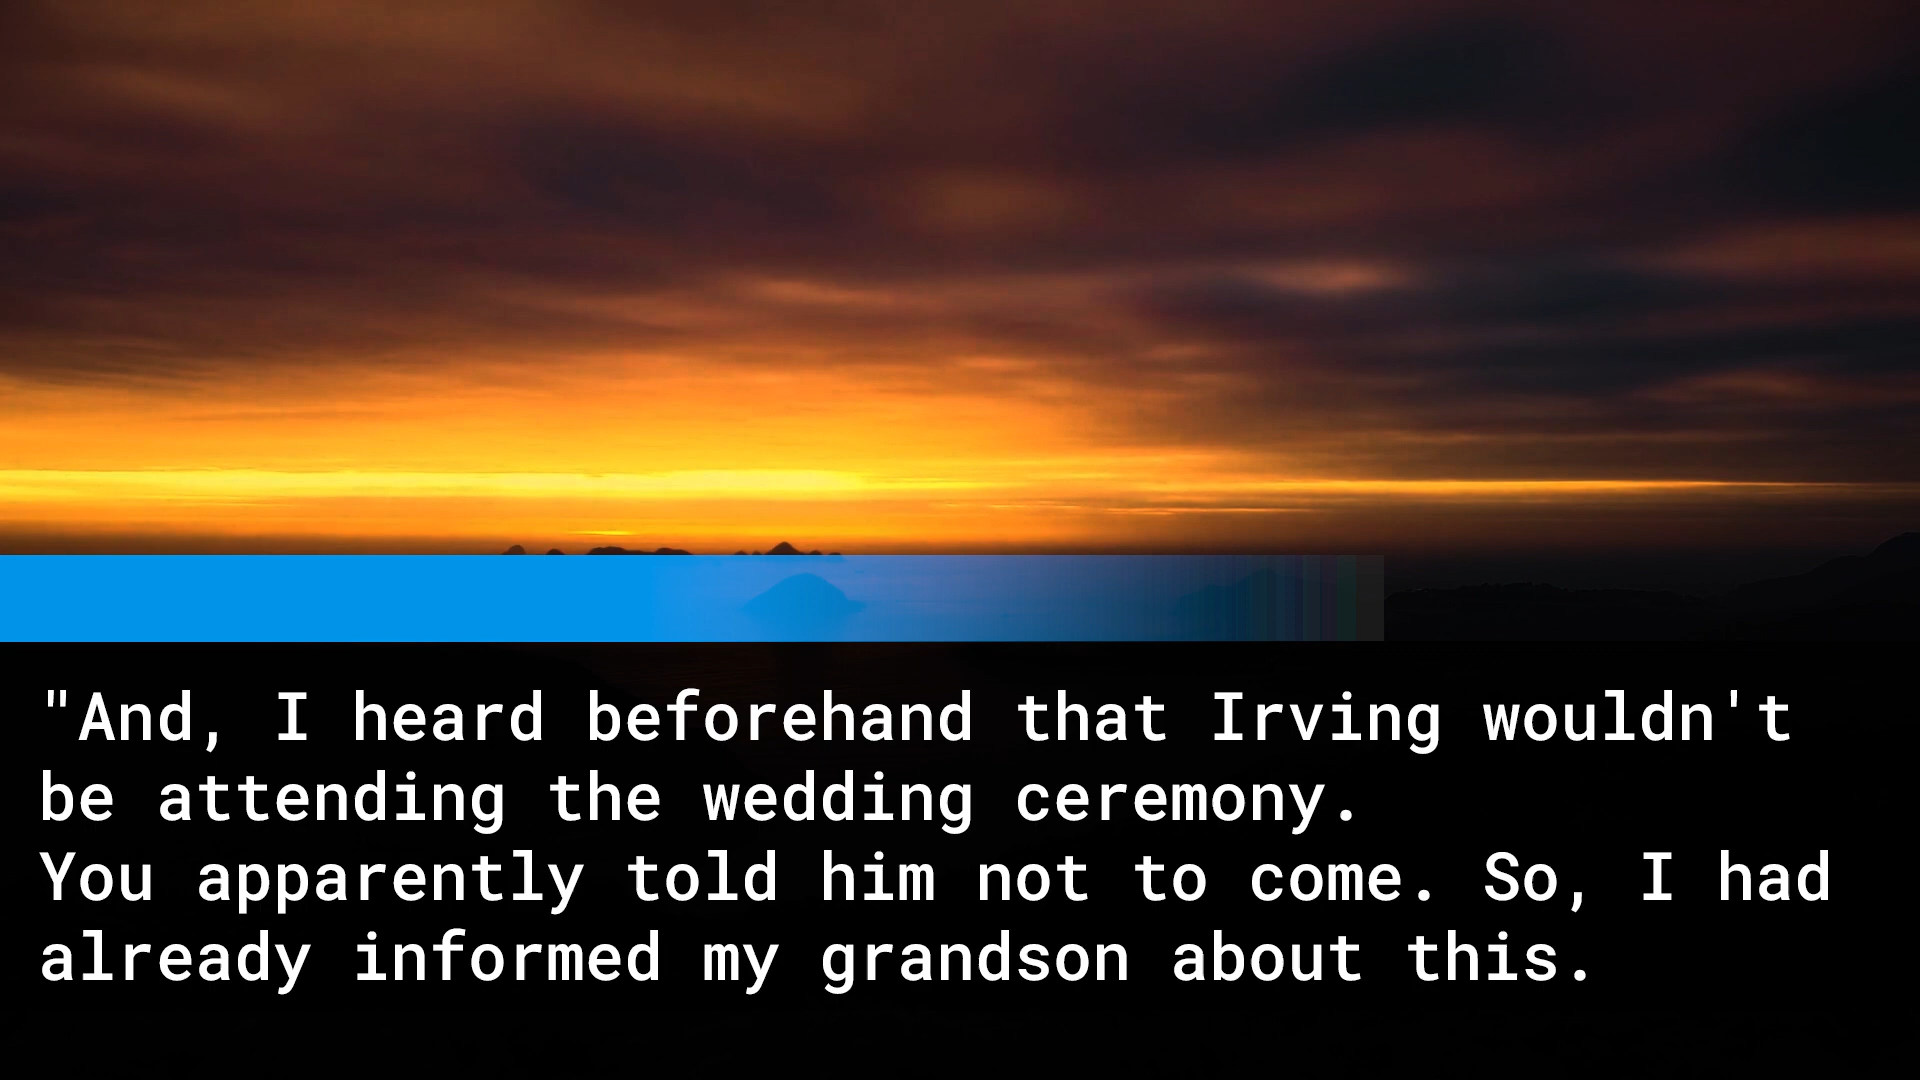 "And, I heard beforehand that Irving wouldn't
be attending the wedding ceremony.
You apparently told him not to come. So, I had
already informed my grandson about this.